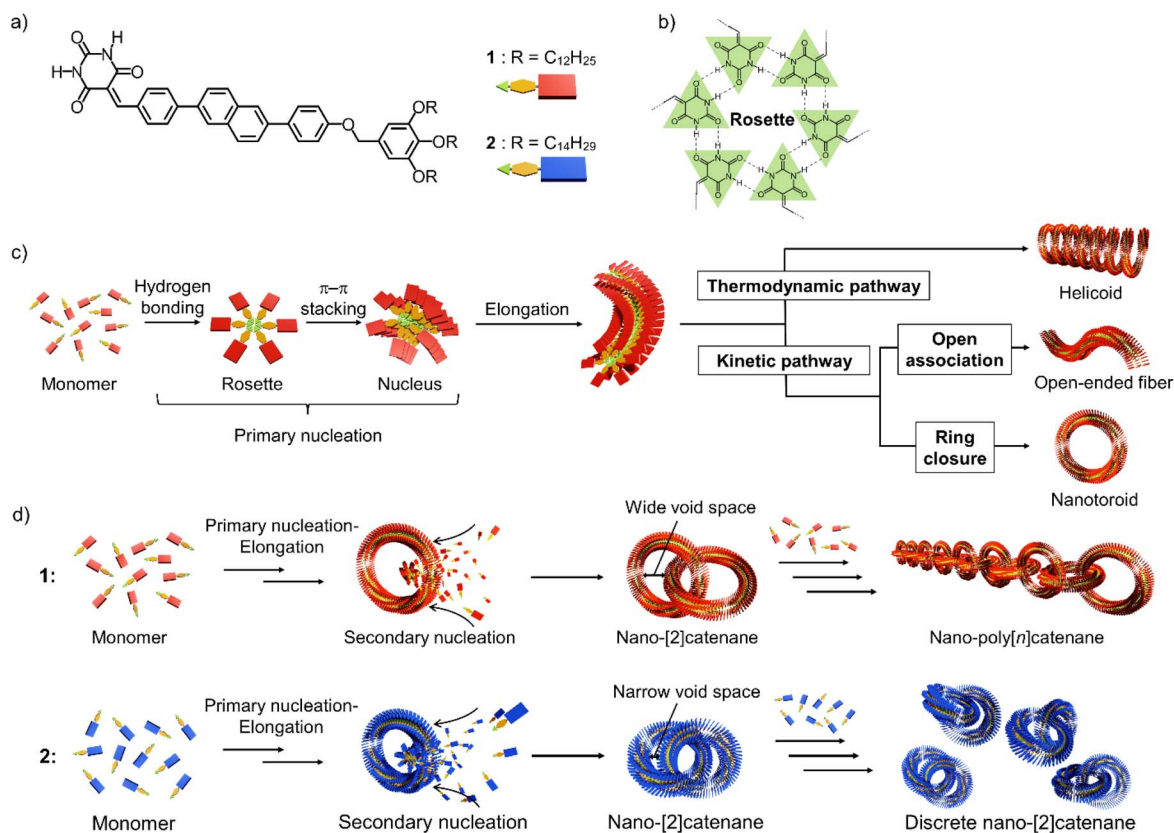 a)
H
O
N
O
N
H
O
O
OR
OR
OR
1 : R = C12H25
2 : R = C14H29
b)
Rosette
c)
Hydrogen
bonding
π–π
stacking
Elongation
Monomer
Rosette
Nucleus
Primary nucleation
Thermodynamic pathway
Kinetic pathway
Helicoid
Open
association
Open-ended fiber
Ring
closure
Nanotoroid
d)
1:
Primary nucleation-
Elongation
Wide void space
Monomer
Secondary nucleation
Nano-[2]catenane
Nano-poly[n]catenane
2:
Primary nucleation-
Elongation
Narrow void space
Monomer
Secondary nucleation
Nano-[2]catenane
Discrete nano-[2]catenane